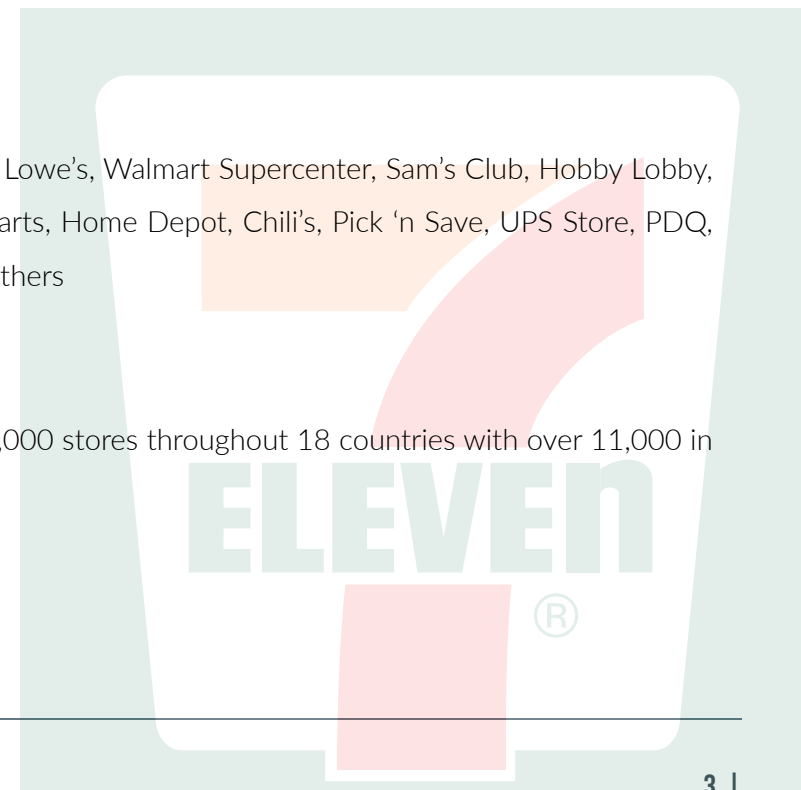 Lowe’s, Walmart Supercenter, Sam’s Club, Hobby Lobby,
arts, Home Depot, Chili’s, Pick ‘n Save, UPS Store, PDQ,
thers
,000 stores throughout 18 countries with over 11,000 in
7
ELEVEn
®
3 |